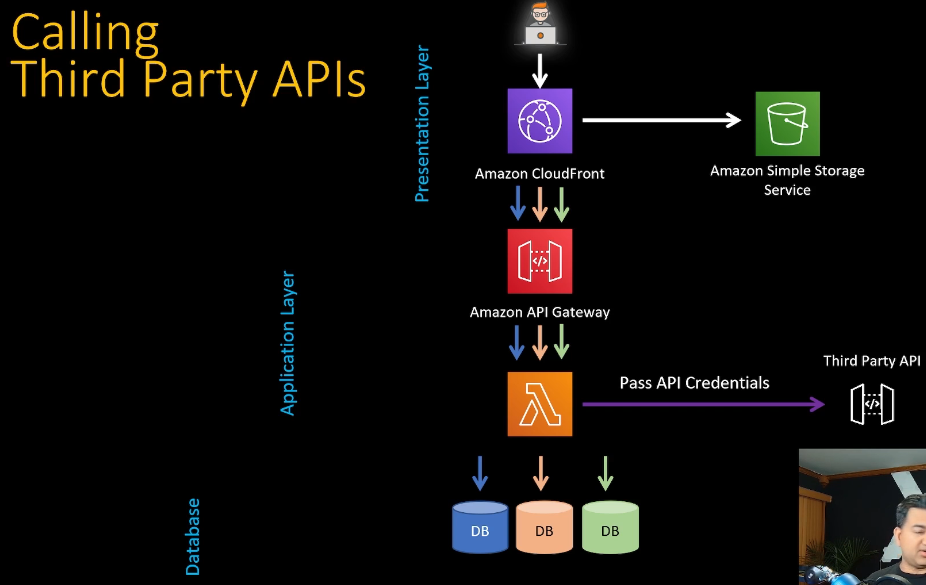 Calling
Third Party APIs
Presentation Layer
Amazon CloudFront
Amazon Simple Storage
Service
Amazon API Gateway
Application Layer
Third Party API
Pass API Credentials
Database
DB
DB
DB